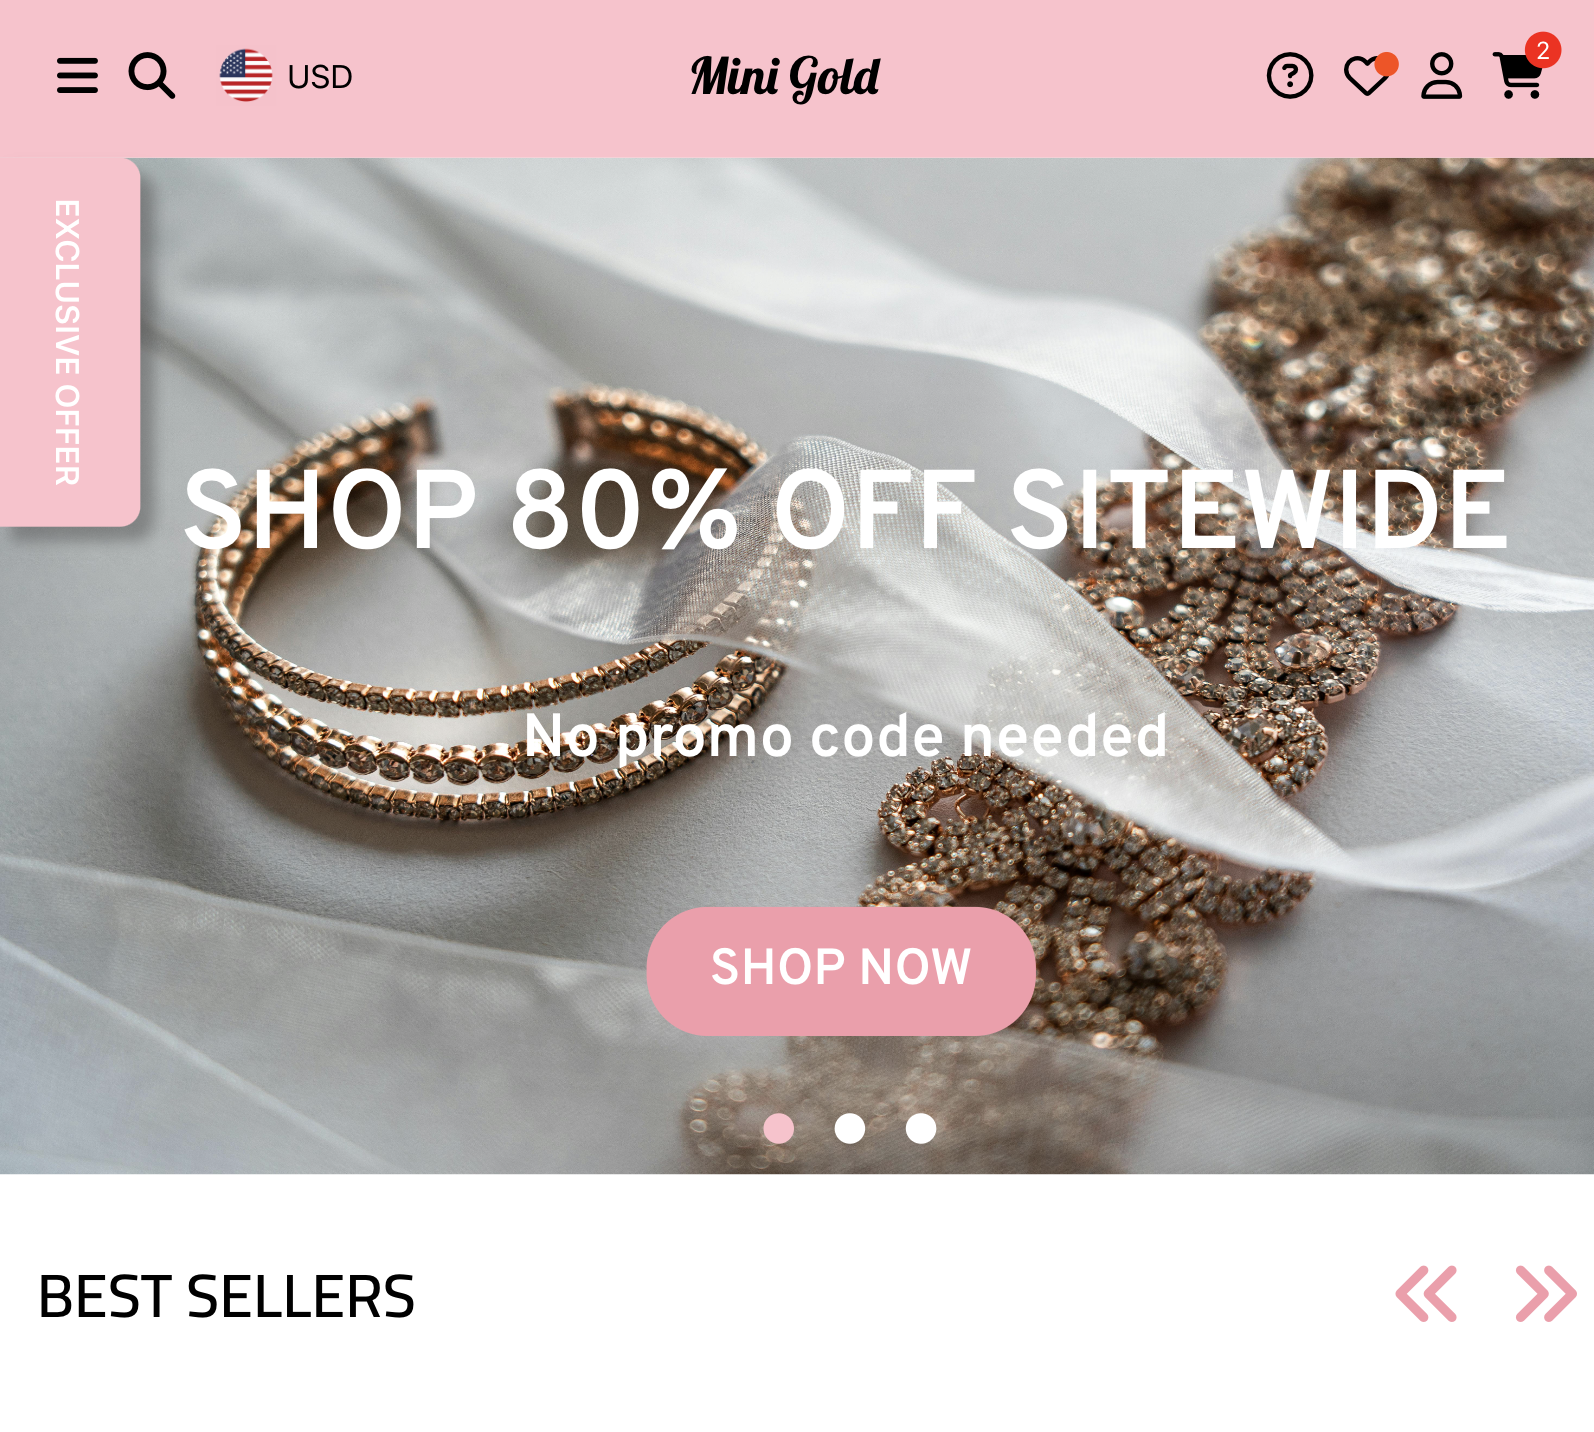 USD
Mini Gold
2
EXCLUSIVE OFFER
SHOP 80% OFF SITEWIDE
No promo code needed
SHOP NOW
BEST SELLERS